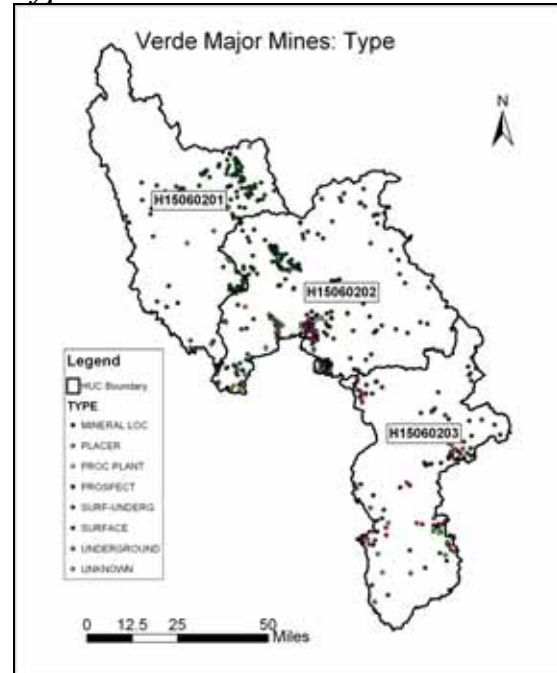 Verde Major Mines: Type
N
H15060201
H15060202
H15060203
Legend
HUC Boundary
TYPE
MINERAL LOC
PLACER
PROC PLANT
PROSPECT
SURF-UNDERG
SURFACE
UNDERGROUND
UNKNOWN
0 12.5 25 50
Miles